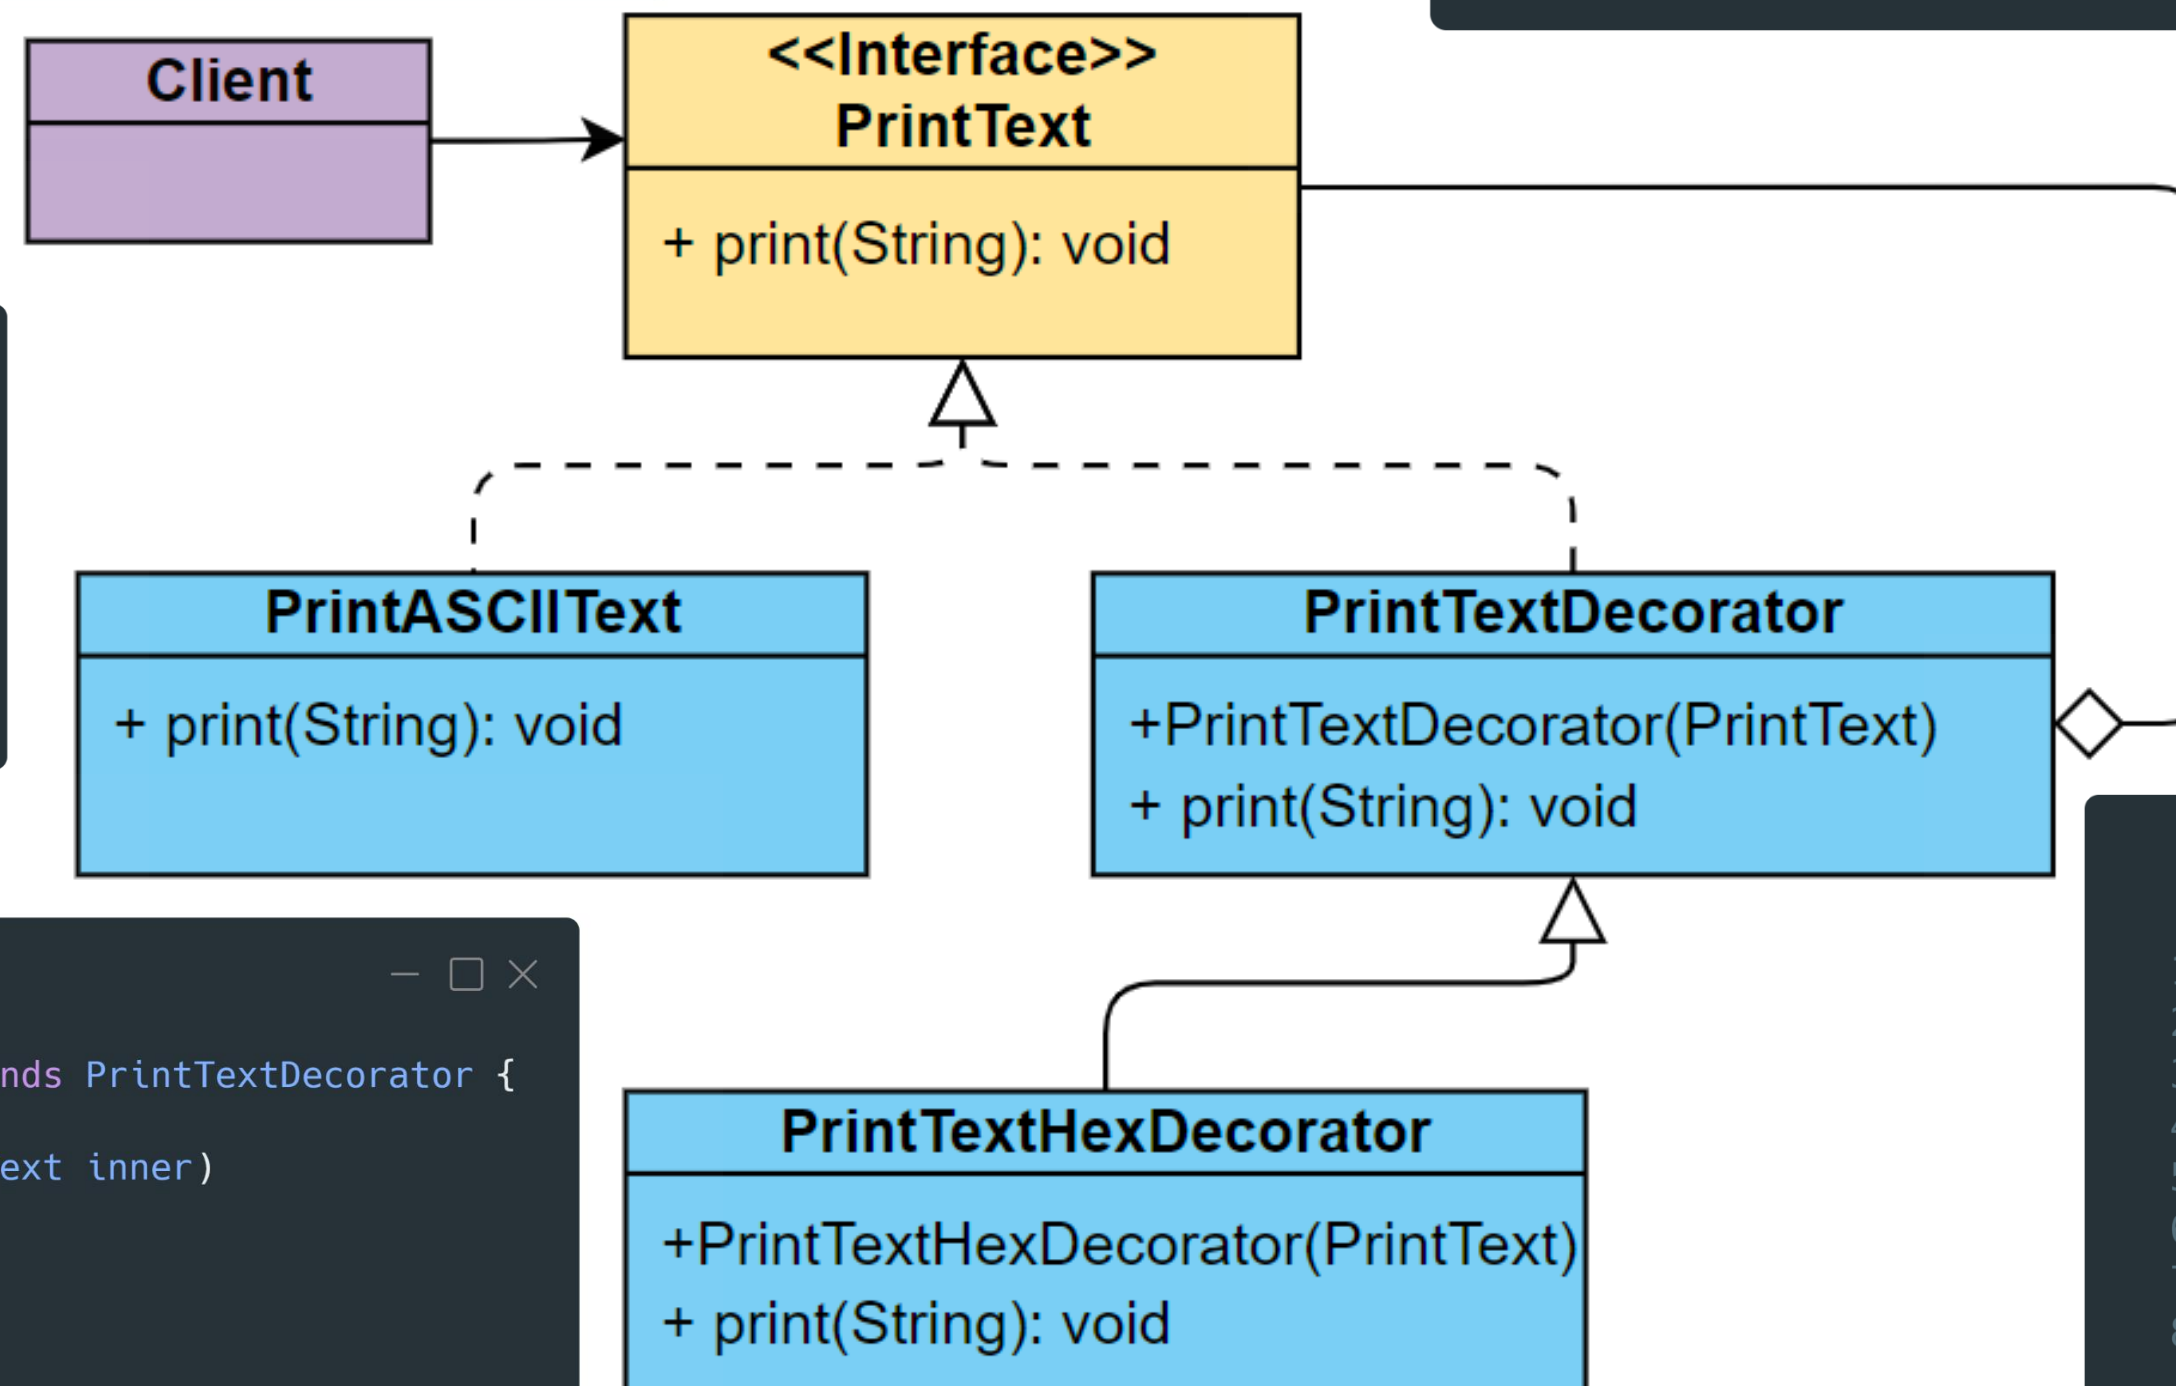 Client
<<Interface>>
PrintText
+ print(String): void
PrintASCIIText
+ print(String): void
PrintTextDecorator
+PrintTextDecorator(PrintText)
+ print(String): void
nds PrintTextDecorator {
ext inner)
PrintTextHexDecorator
+PrintTextHexDecorator(PrintText)
+ print(String): void